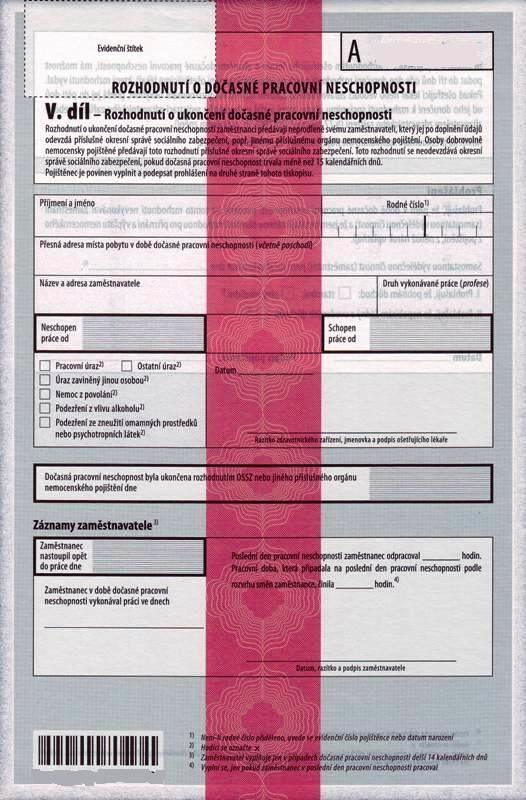 Evidenční štítek
A
ROZHODNUTÍ O DOČASNÉ PRACOVNÍ NESCHOPNOSTI
V. díl – Rozhodnutí o ukončení dočasné pracovní neschopnosti
Rozhodnutí o ukončení dočasné pracovní neschopnosti zaměstnanci předávají neprodleně svému zaměstnavateli, který jej po doplnění údajů
odevzdá příslušné okresní správě sociálního zabezpečení, popř. jinému příslušnému orgánu nemocenského pojištění. Osoby dobrovolně
nemocensky pojištěné předávají toto rozhodnutí příslušné okresní správě sociálního zabezpečení. Toto rozhodnutí se neodevzdává okresní
správě sociálního zabezpečení, pokud dočasná pracovní neschopnost trvala méně než 15 kalendářních dnů.
Pojištěnec je povinen vyplnit a podepsat prohlášení na druhé straně tohoto tiskopisu.
Příjmení a jméno
Rodné číslo1)
Přesná adresa místa pobytu v době dočasné pracovní neschopnosti (včetně poschodí)
Název a adresa zaměstnavatele
Druh vykonávané práce (profese)
Neschopen
práce od
Schopen
práce od
Pracovní úraz2) Ostatní úraz2)
Úraz zaviněný jinou osobou2)
Nemoc z povolání2)
Podezření z vlivu alkoholu2)
Podezření ze zneužití omamných prostředků
nebo psychotropních látek2)
Datum
Razítko zdravotnického zařízení, jmenovka a podpis ošetřujícího lékaře
Dočasná pracovní neschopnost byla ukončena rozhodnutím OSSZ nebo jiného příslušného orgánu
nemocenského pojištění dne
Záznamy zaměstnavatele3)
Zaměstnanec
nastoupil opět
do práce dne
Zaměstnanec v době dočasné pracovní
neschopnosti vykonával práci ve dnech
Poslední den pracovní neschopnosti zaměstnanec odpracoval ________ hodin.
Pracovní doba, která připadala na poslední den pracovní neschopnosti podle
rozvrhu směn zaměstnance, činila ________ hodin.4)
Datum, razítko a podpis zaměstnavatele
1) Není-li rodné číslo přiděleno, uvede se evidenční číslo pojištěnce nebo datum narození
2) Hodící se označte x
3) Zaměstnavatel vyplňuje jen v případech dočasné pracovní neschopnosti delší 14 kalendářních dnů
4) Vyplní se, jen pokud zaměstnanec v poslední den pracovní neschopnosti pracoval